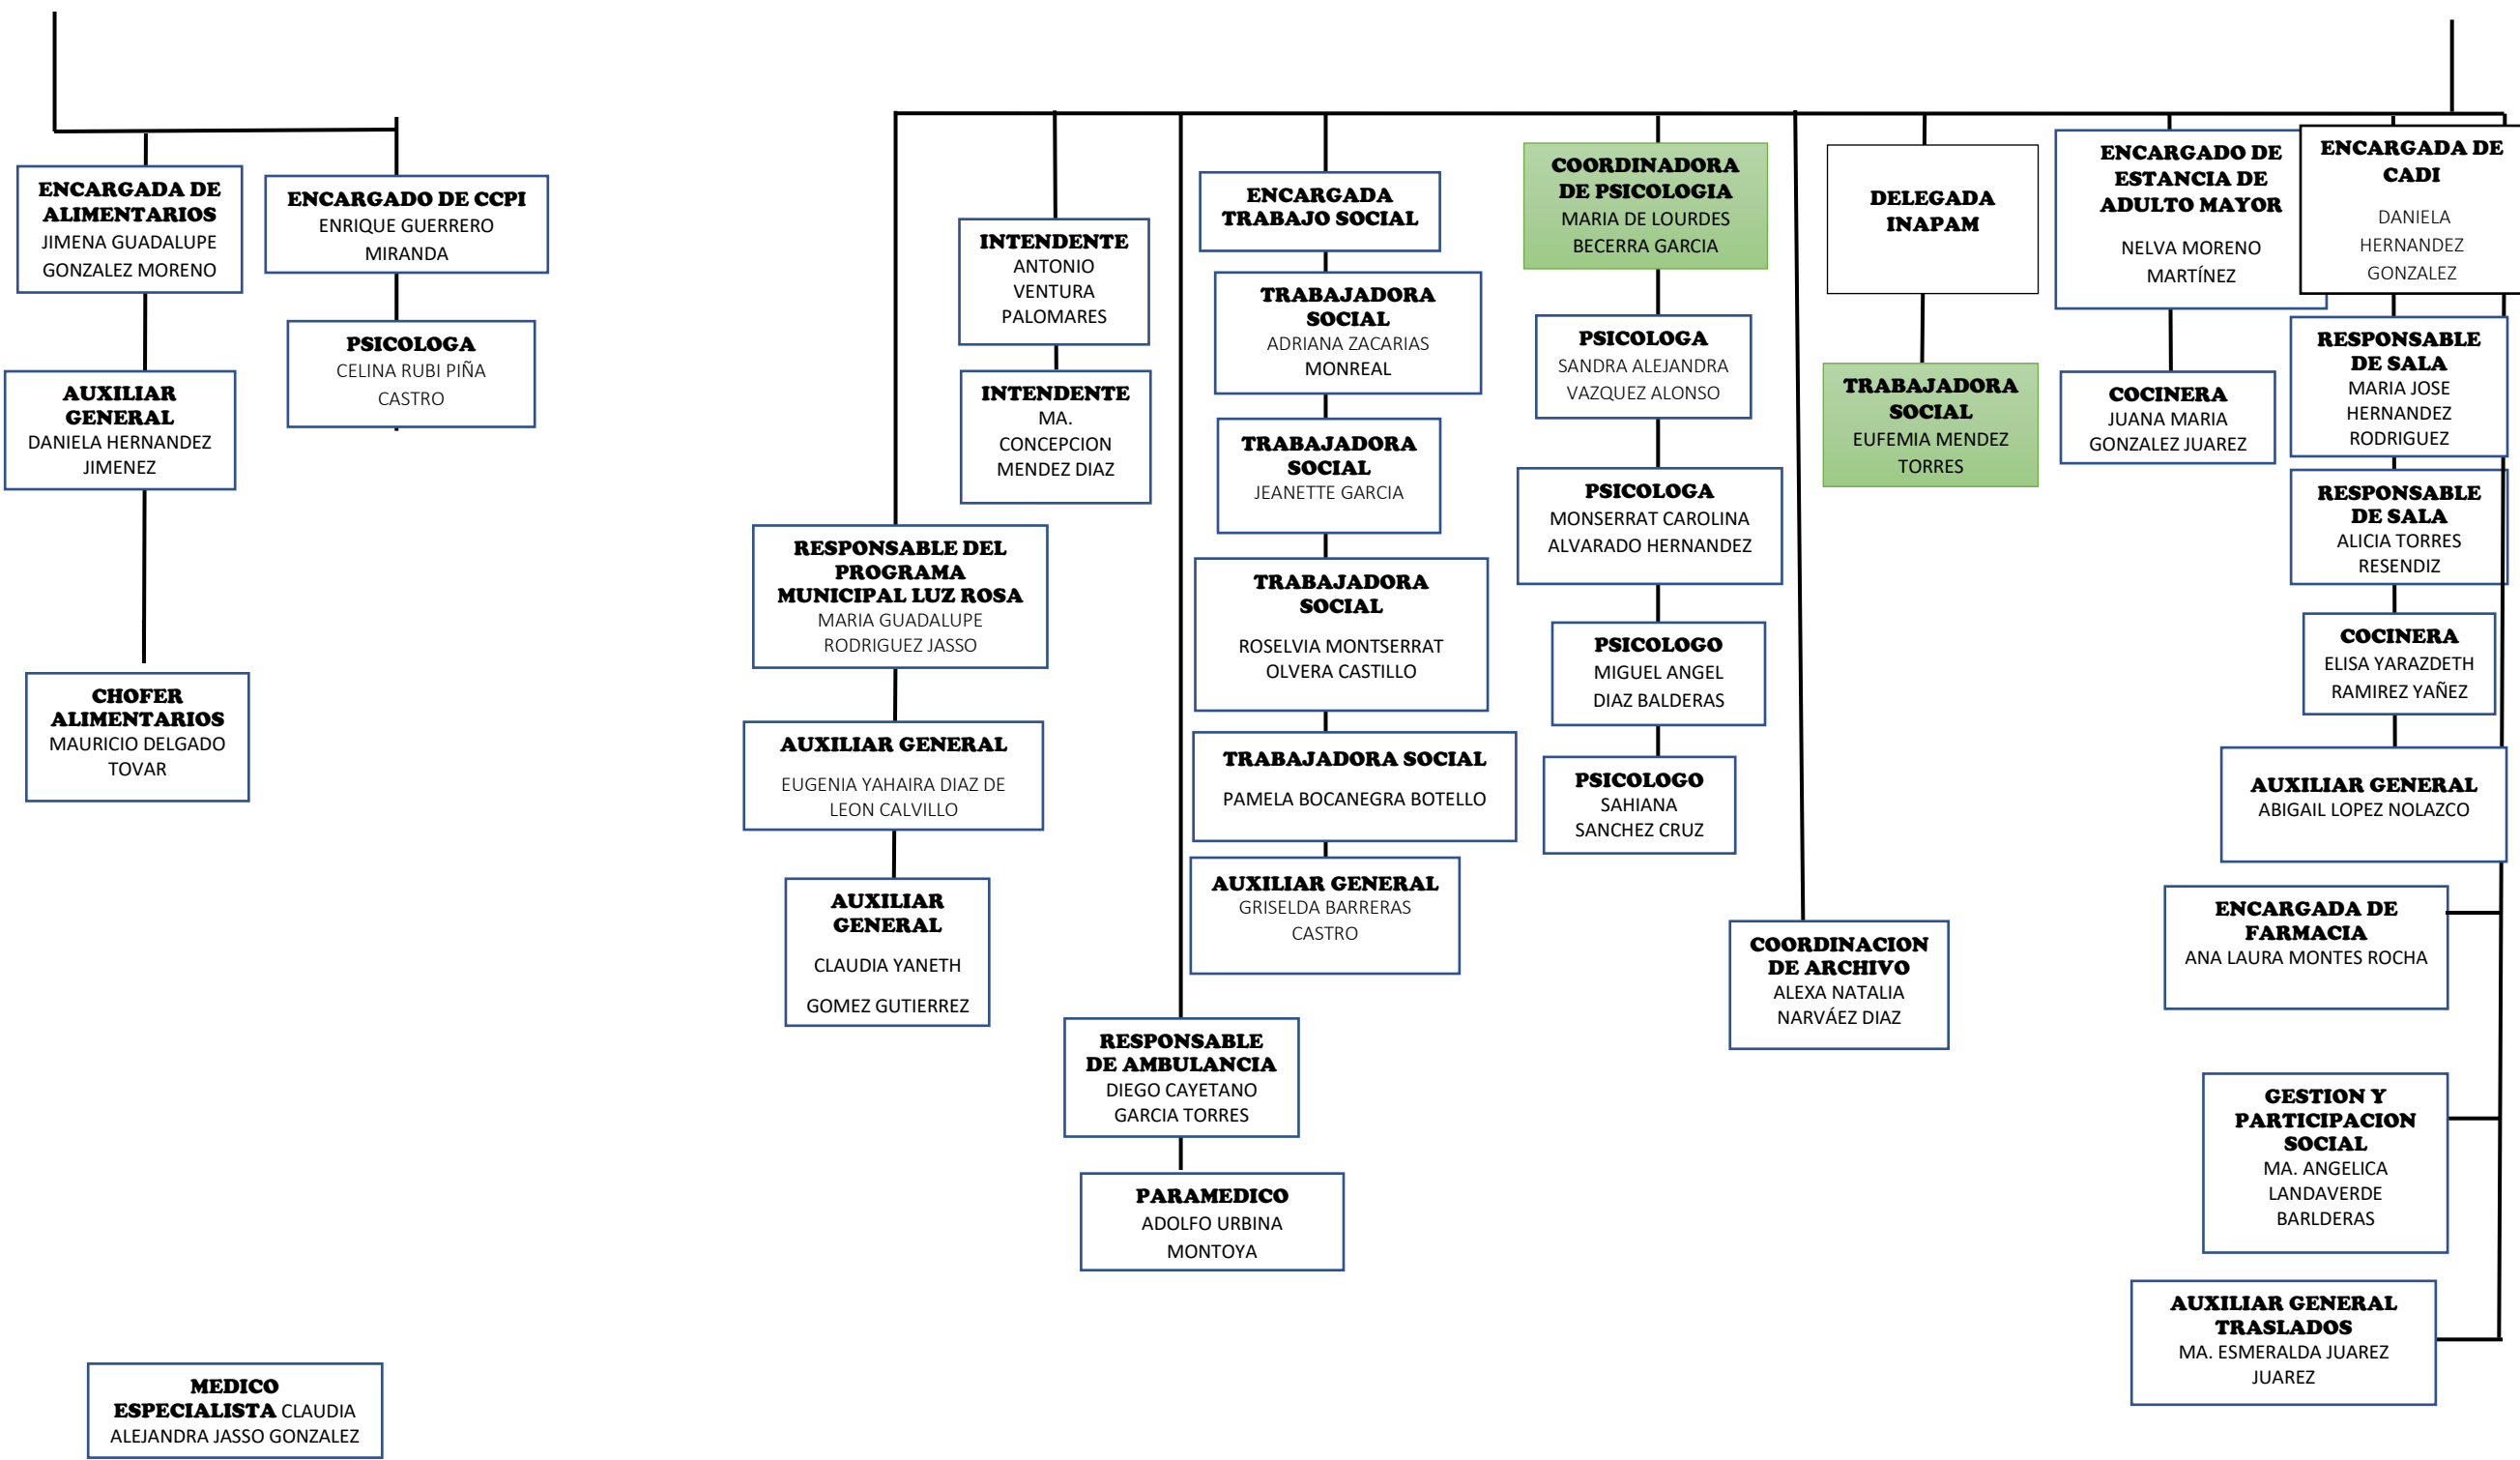 ENCARGADA DE
ALIMENTARIOS
JIMENA GUADALUPE
GONZALEZ MORENO
AUXILIAR
GENERAL
DANIELA HERNANDEZ
JIMENEZ
CHOFER
ALIMENTARIOS
MAURICIO DELGADO
TOVAR
ENCARGADO DE CCPI
ENRIQUE GUERRERO
MIRANDA
PSICOLOGA
CELINA RUBI PIÑA
CASTRO
MEDICO
ESPECIALISTA CLAUDIA
ALEJANDRA JASSO GONZALEZ
RESPONSABLE DEL
PROGRAMA
MUNICIPAL LUZ ROSA
MARIA GUADALUPE
RODRIGUEZ JASSO
AUXILIAR GENERAL
EUGENIA YAHAIRA DIAZ DE
LEON CALVILLO
AUXILIAR
GENERAL
CLAUDIA YANETH
GOMEZ GUTIERREZ
INTENDENTE
ANTONIO
VENTURA
PALOMARES
INTENDENTE
MA.
CONCEPCION
MENDEZ DIAZ
RESPONSABLE
DE AMBULANCIA
DIEGO CAYETANO
GARCIA TORRES
PARAMEDICO
ADOLFO URBINA
MONTOYA
ENCARGADA
TRABAJO SOCIAL
TRABAJADORA
SOCIAL
ADRIANA ZACARIAS
MONREAL
TRABAJADORA
SOCIAL
JEANETTE GARCIA
TRABAJADORA
SOCIAL
ROSELVIA MONTSERRAT
OLVERA CASTILLO
TRABAJADORA SOCIAL
PAMELA BOCANEGRA BOTELLO
AUXILIAR GENERAL
GRISELDA BARRERAS
CASTRO
COORDINADORA
DE PSICOLOGIA
MARIA DE LOURDES
BECERRA GARCIA
PSICOLOGA
SANDRA ALEJANDRA
VAZQUEZ ALONSO
PSICOLOGA
MONSERRAT CAROLINA
ALVARADO HERNANDEZ
PSICOLOGO
MIGUEL ANGEL
DIAZ BALDERAS
PSICOLOGO
SAHIANA
SANCHEZ CRUZ
COORDINACION
DE ARCHIVO
ALEXA NATALIA
NARVÁEZ DIAZ
DELEGADA
INAPAM
TRABAJADORA
SOCIAL
EUFEMIA MENDEZ
TORRES
ENCARGADO DE
ESTANCIA DE
ADULTO MAYOR
NELVA MORENO
MARTÍNEZ
COCINERA
JUANA MARIA
GONZALEZ JUAREZ
ENCARGADA DE
CADI
DANIELA
HERNANDEZ
GONZALEZ
RESPONSABLE
DE SALA
MARIA JOSE
HERNANDEZ
RODRIGUEZ
RESPONSABLE
DE SALA
ALICIA TORRES
RESENDIZ
COCINERA
ELISA YARAZDETH
RAMIREZ YAÑEZ
AUXILIAR GENERAL
ABIGAIL LOPEZ NOLAZCO
ENCARGADA DE
FARMACIA
ANA LAURA MONTES ROCHA
GESTION Y
PARTICIPACION
SOCIAL
MA. ANGELICA
LANDAVERDE
BARLDERAS
AUXILIAR GENERAL
TRASLADOS
MA. ESMERALDA JUAREZ
JUAREZ